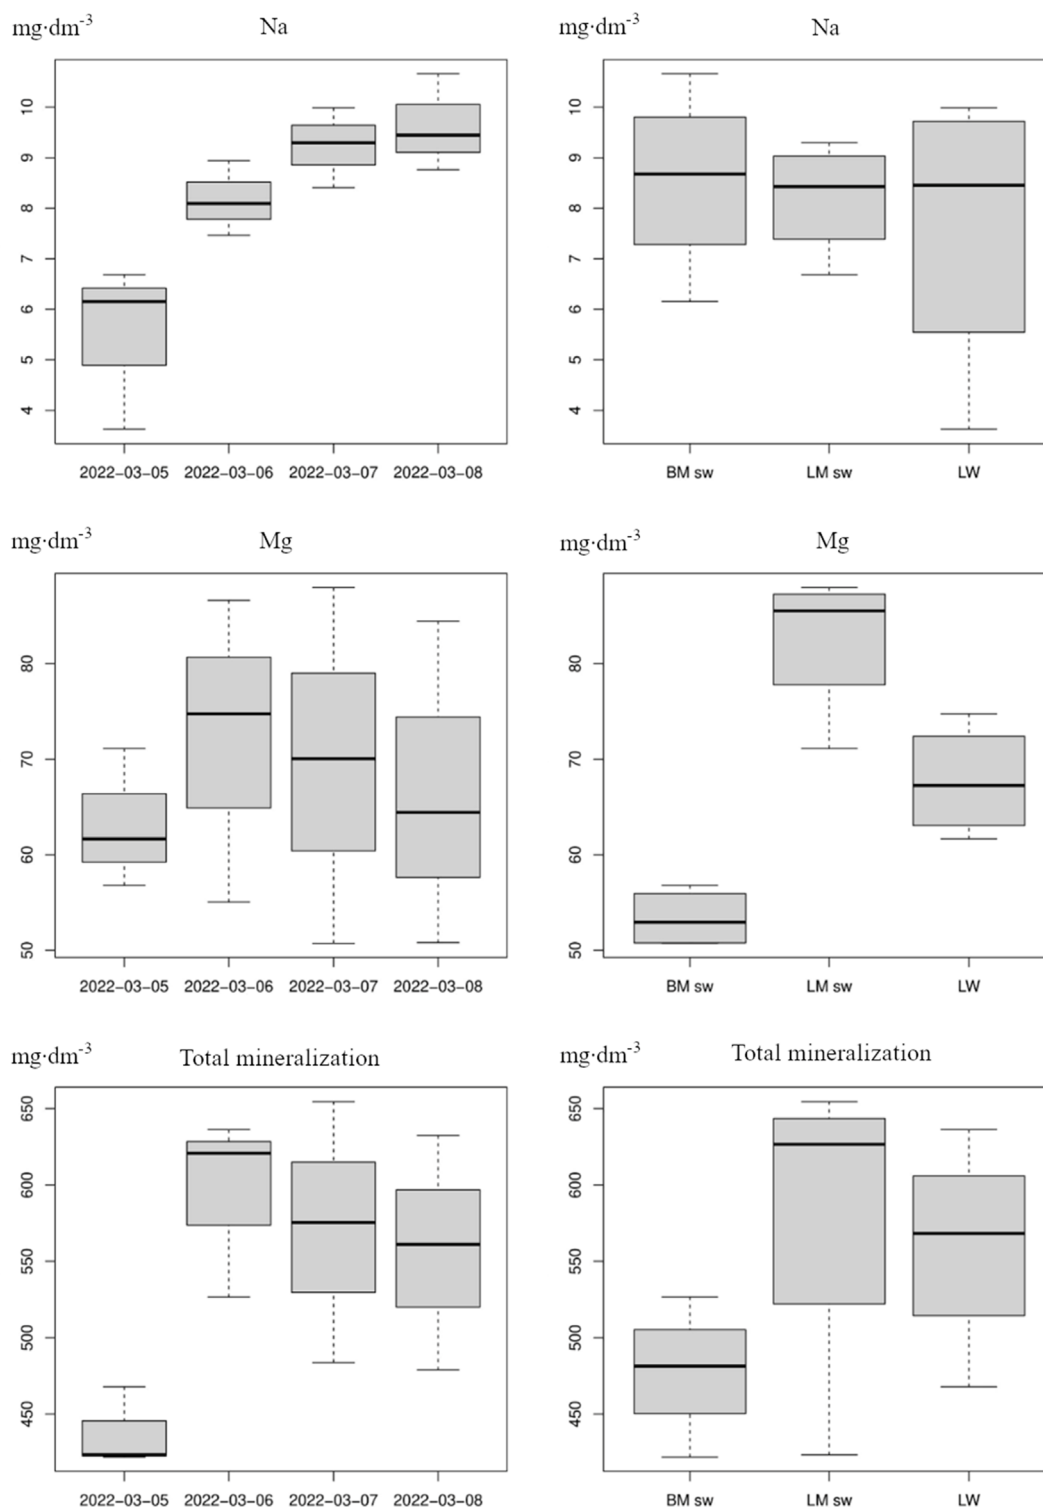 mg·dm-3 Na
10
9
8
7
6
5
4
2022-03-05 2022-03-06 2022-03-07 2022-03-08
mg·dm-3 Na
10
9
8
7
6
5
4
BM sw LM sw LW
mg·dm-3 Mg
80
70
60
50
2022-03-05 2022-03-06 2022-03-07 2022-03-08
mg·dm-3 Mg
80
70
60
50
BM sw LM sw LW
mg·dm-3 Total mineralization
650
600
550
500
450
2022-03-05 2022-03-06 2022-03-07 2022-03-08
mg·dm-3 Total mineralization
650
600
550
500
450
BM sw LM sw LW